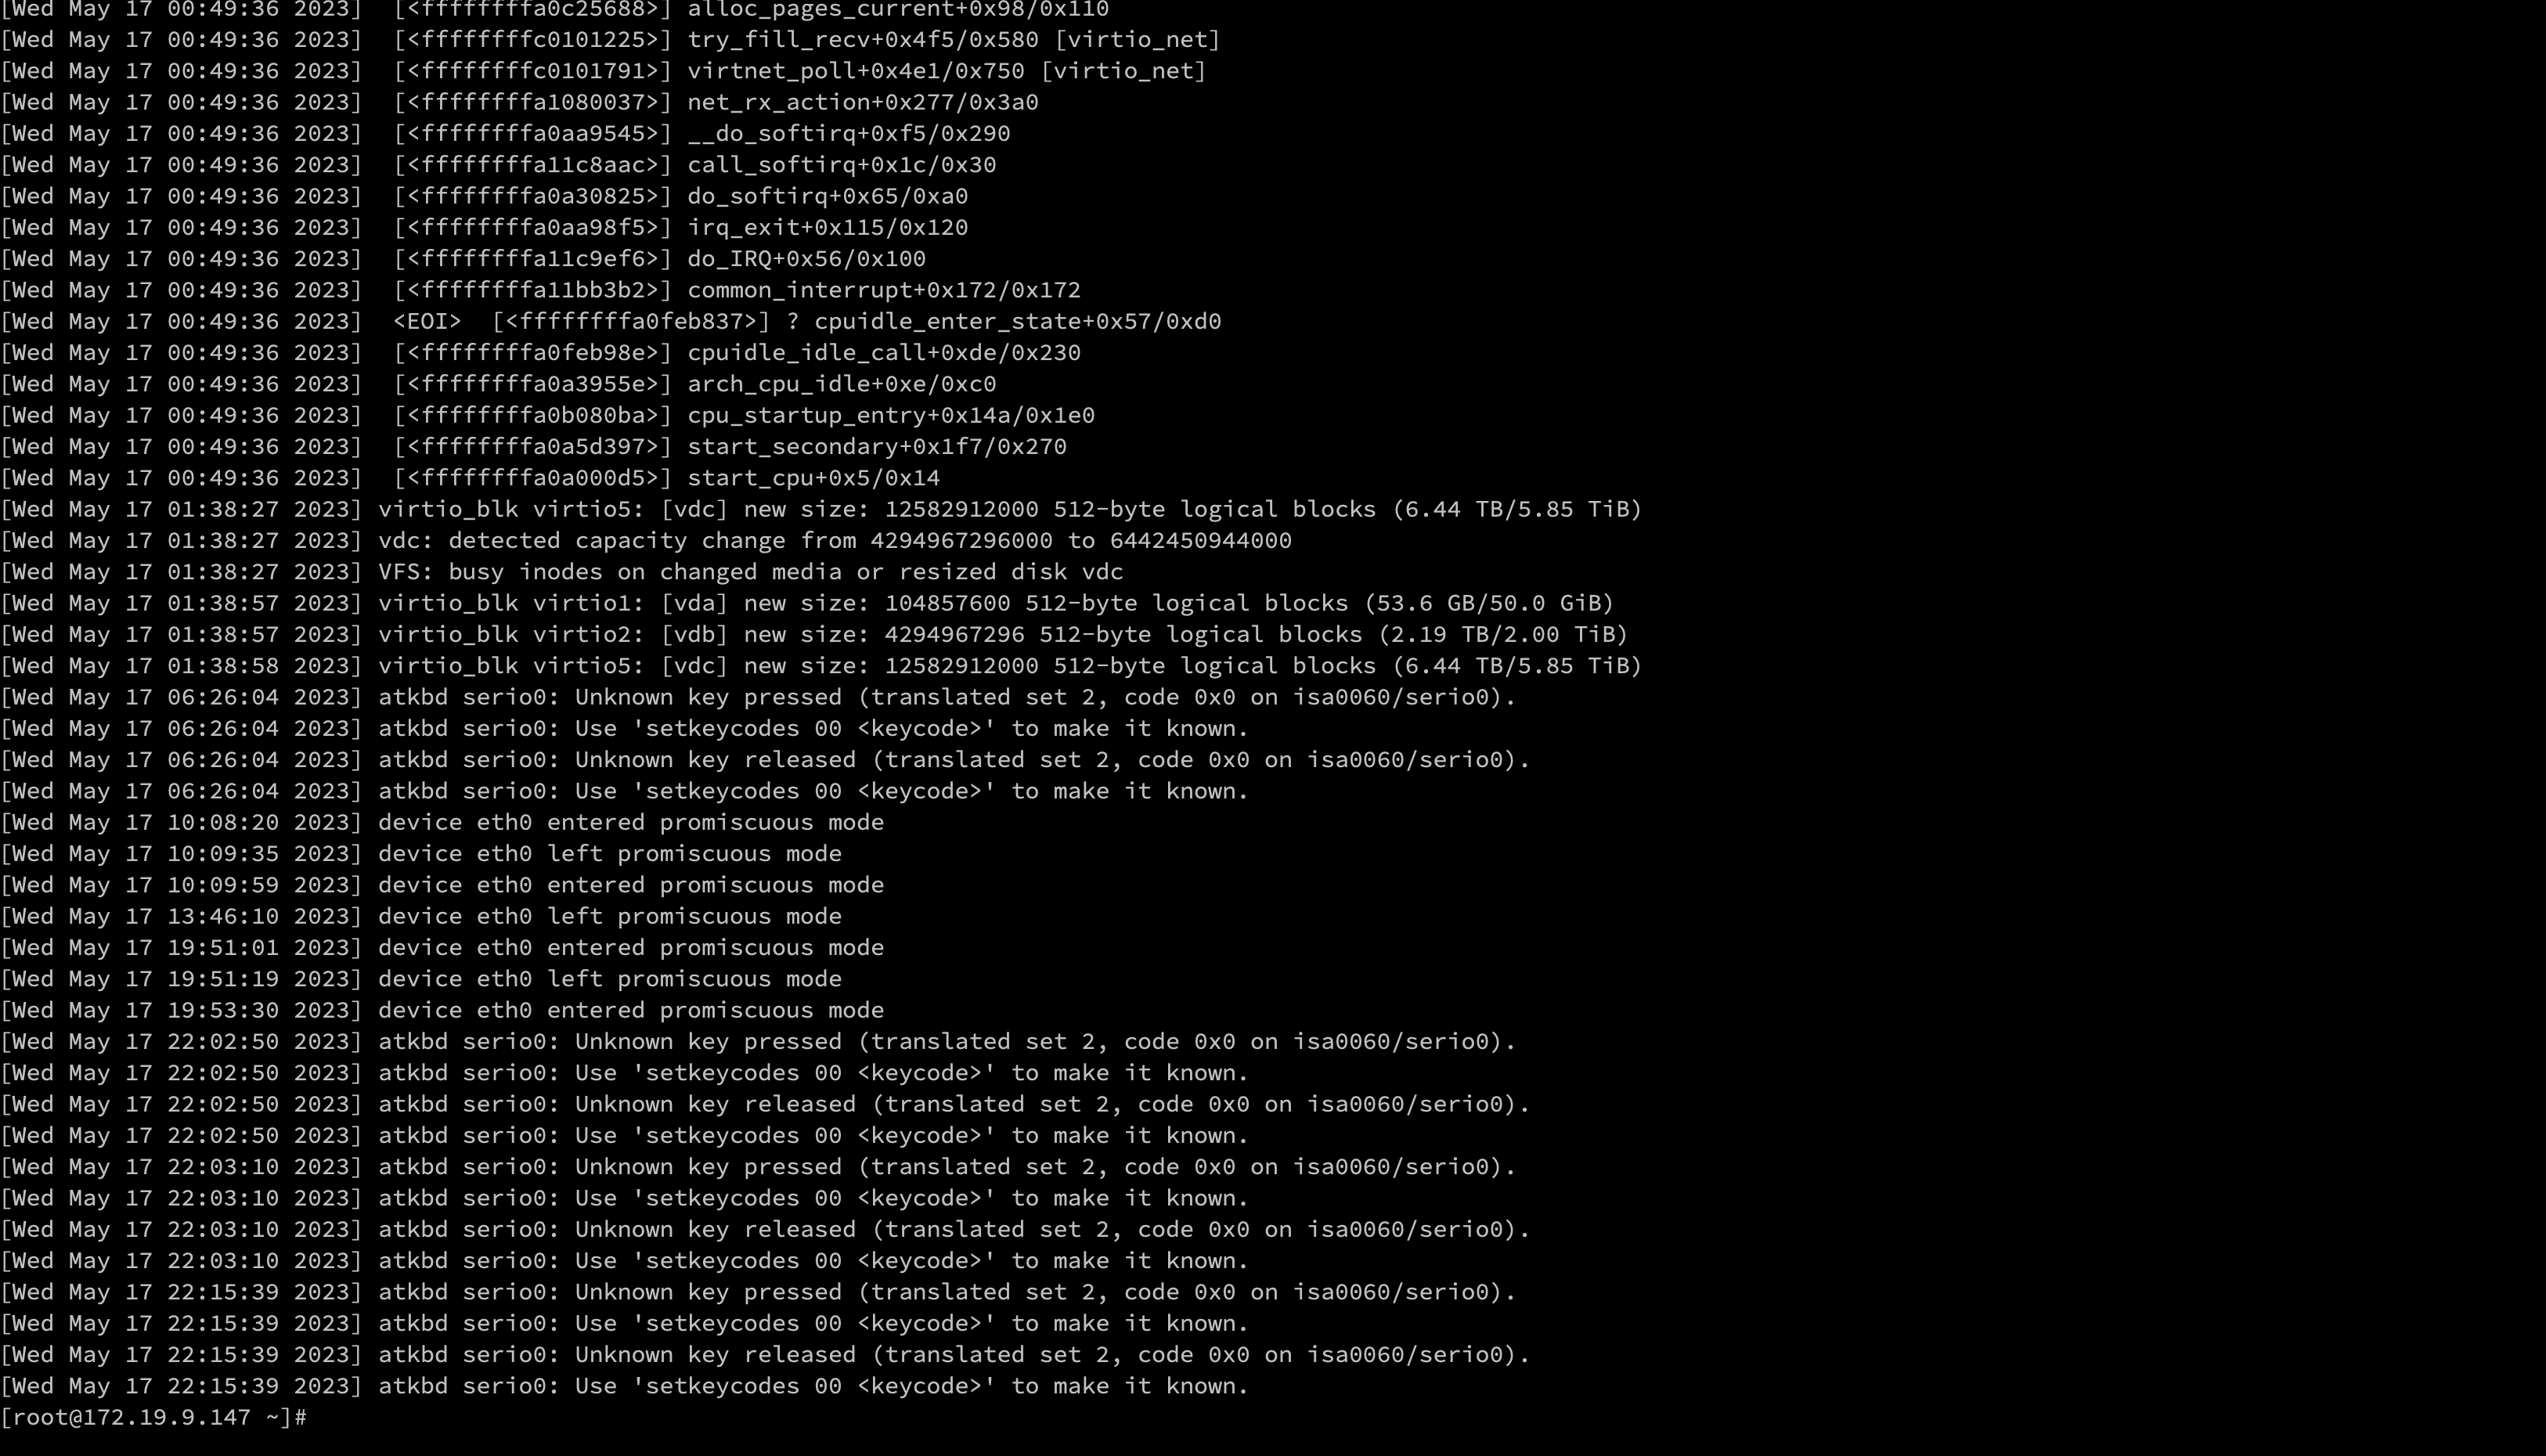 [Wed May 17 00:49:36 2023]  [<ffffffffa0c25688>] alloc_pages_current+0x98/0x110
[Wed May 17 00:49:36 2023]  [<ffffffffc0101225>] try_fill_recv+0x4f5/0x580 [virtio_net]
[Wed May 17 00:49:36 2023]  [<ffffffffc0101791>] virtnet_poll+0x4e1/0x750 [virtio_net]
[Wed May 17 00:49:36 2023]  [<ffffffffa1080037>] net_rx_action+0x277/0x3a0
[Wed May 17 00:49:36 2023]  [<ffffffffa0aa9545>] __do_softirq+0xf5/0x290
[Wed May 17 00:49:36 2023]  [<ffffffffa11c8aac>] call_softirq+0x1c/0x30
[Wed May 17 00:49:36 2023]  [<ffffffffa0a30825>] do_softirq+0x65/0xa0
[Wed May 17 00:49:36 2023]  [<ffffffffa0aa98f5>] irq_exit+0x115/0x120
[Wed May 17 00:49:36 2023]  [<ffffffffa11c9ef6>] do_IRQ+0x56/0x100
[Wed May 17 00:49:36 2023]  [<ffffffffa11bb3b2>] common_interrupt+0x172/0x172
[Wed May 17 00:49:36 2023]  <EOI>  [<ffffffffa0feb837>] ? cpuidle_enter_state+0x57/0xd0
[Wed May 17 00:49:36 2023]  [<ffffffffa0feb98e>] cpuidle_idle_call+0xde/0x230
[Wed May 17 00:49:36 2023]  [<ffffffffa0a3955e>] arch_cpu_idle+0xe/0xc0
[Wed May 17 00:49:36 2023]  [<ffffffffa0b080ba>] cpu_startup_entry+0x14a/0x1e0
[Wed May 17 00:49:36 2023]  [<ffffffffa0a5d397>] start_secondary+0x1f7/0x270
[Wed May 17 00:49:36 2023]  [<ffffffffa0a000d5>] start_cpu+0x5/0x14
[Wed May 17 01:38:27 2023] virtio_blk virtio5: [vdc] new size: 12582912000 512-byte logical blocks (6.44 TB/5.85 TiB)
[Wed May 17 01:38:27 2023] vdc: detected capacity change from 4294967296000 to 6442450944000
[Wed May 17 01:38:27 2023] VFS: busy inodes on changed media or resized disk vdc
[Wed May 17 01:38:57 2023] virtio_blk virtio1: [vda] new size: 104857600 512-byte logical blocks (53.6 GB/50.0 GiB)
[Wed May 17 01:38:57 2023] virtio_blk virtio2: [vdb] new size: 4294967296 512-byte logical blocks (2.19 TB/2.00 TiB)
[Wed May 17 01:38:58 2023] virtio_blk virtio5: [vdc] new size: 12582912000 512-byte logical blocks (6.44 TB/5.85 TiB)
[Wed May 17 06:26:04 2023] atkbd serio0: Unknown key pressed (translated set 2, code 0x0 on isa0060/serio0).
[Wed May 17 06:26:04 2023] atkbd serio0: Use 'setkeycodes 00 <keycode>' to make it known.
[Wed May 17 06:26:04 2023] atkbd serio0: Unknown key released (translated set 2, code 0x0 on isa0060/serio0).
[Wed May 17 06:26:04 2023] atkbd serio0: Use 'setkeycodes 00 <keycode>' to make it known.
[Wed May 17 10:08:20 2023] device eth0 entered promiscuous mode
[Wed May 17 10:09:35 2023] device eth0 left promiscuous mode
[Wed May 17 10:09:59 2023] device eth0 entered promiscuous mode
[Wed May 17 13:46:10 2023] device eth0 left promiscuous mode
[Wed May 17 19:51:01 2023] device eth0 entered promiscuous mode
[Wed May 17 19:51:19 2023] device eth0 left promiscuous mode
[Wed May 17 19:53:30 2023] device eth0 entered promiscuous mode
[Wed May 17 22:02:50 2023] atkbd serio0: Unknown key pressed (translated set 2, code 0x0 on isa0060/serio0).
[Wed May 17 22:02:50 2023] atkbd serio0: Use 'setkeycodes 00 <keycode>' to make it known.
[Wed May 17 22:02:50 2023] atkbd serio0: Unknown key released (translated set 2, code 0x0 on isa0060/serio0).
[Wed May 17 22:02:50 2023] atkbd serio0: Use 'setkeycodes 00 <keycode>' to make it known.
[Wed May 17 22:03:10 2023] atkbd serio0: Unknown key pressed (translated set 2, code 0x0 on isa0060/serio0).
[Wed May 17 22:03:10 2023] atkbd serio0: Use 'setkeycodes 00 <keycode>' to make it known.
[Wed May 17 22:03:10 2023] atkbd serio0: Unknown key released (translated set 2, code 0x0 on isa0060/serio0).
[Wed May 17 22:03:10 2023] atkbd serio0: Use 'setkeycodes 00 <keycode>' to make it known.
[Wed May 17 22:15:39 2023] atkbd serio0: Unknown key pressed (translated set 2, code 0x0 on isa0060/serio0).
[Wed May 17 22:15:39 2023] atkbd serio0: Use 'setkeycodes 00 <keycode>' to make it known.
[Wed May 17 22:15:39 2023] atkbd serio0: Unknown key released (translated set 2, code 0x0 on isa0060/serio0).
[Wed May 17 22:15:39 2023] atkbd serio0: Use 'setkeycodes 00 <keycode>' to make it known.
[root@172.19.9.147 ~]#